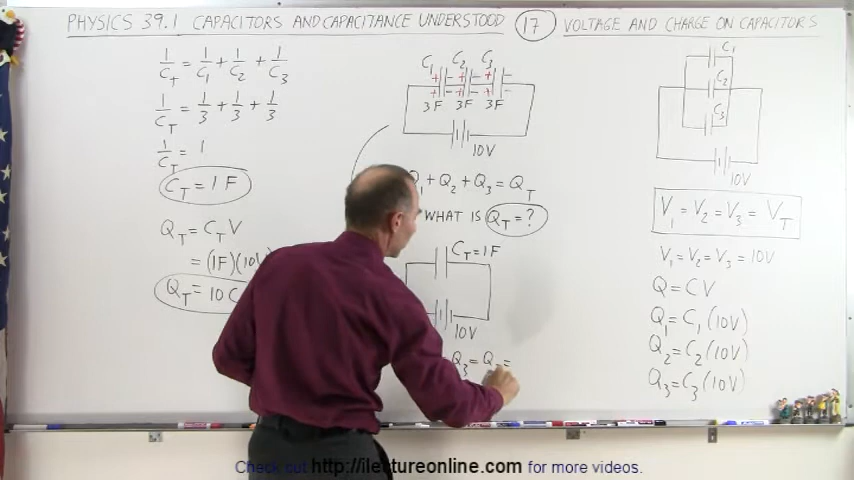 PHYSICS 39.1 CAPACITORS AND CAPACITANCE UNDERSTOOD 17 VOLTAGE AND CHARGE ON CAPACITORS
1/C_T = 1/C_1 + 1/C_2 + 1/C_3
1/C_T = 1/3 + 1/3 + 1/3
1/C_T = 1
C_T = 1 F
Q_T = C_T V
= (1F)(10V)
Q_T = 10 C
C_1 C_2 C_3
+ - + - + -
+ - + - + -
3F 3F 3F
10V
Q_1 + Q_2 + Q_3 = Q_T
WHAT IS Q_T = ?
C_T = 1F
10V
Q_3 = Q_T =
C_1
C_2
C_3
10V
V_1 = V_2 = V_3 = V_T
V_1 = V_2 = V_3 = 10V
Q = CV
Q_1 = C_1 (10V)
Q_2 = C_2 (10V)
Q_3 = C_3 (10V)
Check out http://ilectureonline.com for more videos.